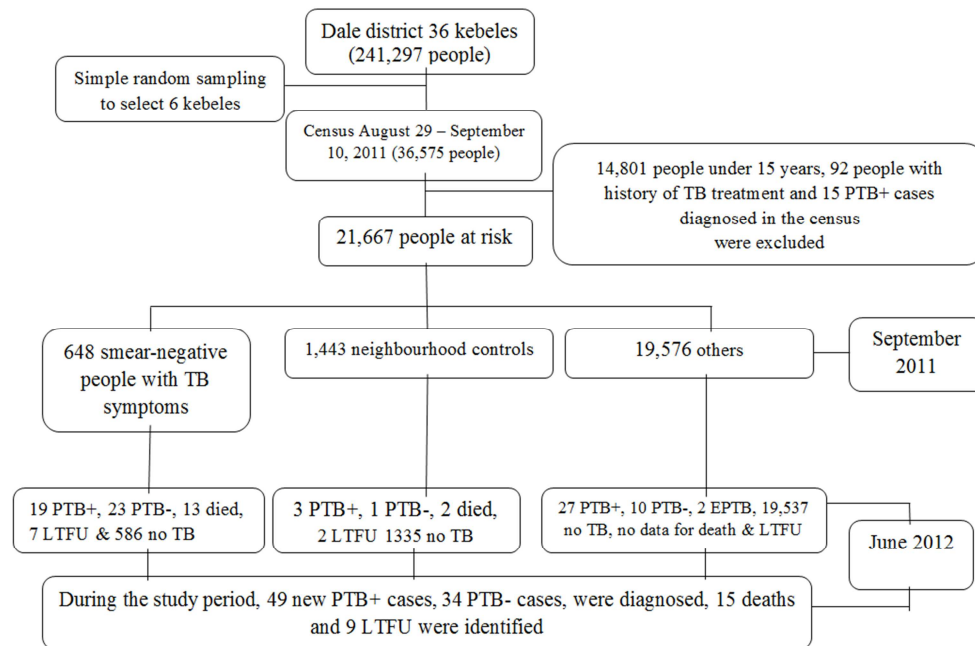 Dale district 36 kebeles
(241,297 people)
Simple random sampling
to select 6 kebeles
Census August 29 – September
10, 2011 (36,575 people)
14,801 people under 15 years, 92 people with
history of TB treatment and 15 PTB+ cases
diagnosed in the census
were excluded
21,667 people at risk
648 smear-negative
people with TB
symptoms
1,443 neighbourhood controls
19,576 others
September
2011
19 PTB+, 23 PTB-, 13 died,
7 LTFU & 586 no TB
3 PTB+, 1 PTB-, 2 died,
2 LTFU 1335 no TB
27 PTB+, 10 PTB-, 2 EPTB, 19,537
no TB, no data for death & LTFU
June 2012
During the study period, 49 new PTB+ cases, 34 PTB- cases, were diagnosed, 15 deaths
and 9 LTFU were identified